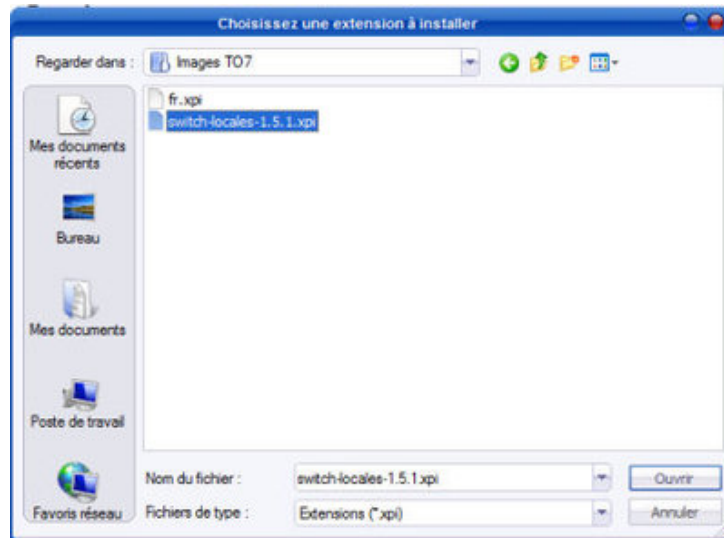 Choisissez une extension à installer
Regarder dans :
Images TO7
fr.xpi
switch-locales-1.5.1.xpi
Mes documents
récents
Bureau
Mes documents
Poste de travail
Favoris réseau
Nom du fichier :
switch-locales-1.5.1.xpi
Ouvrir
Fichiers de type :
Extensions (*.xpi)
Annuler